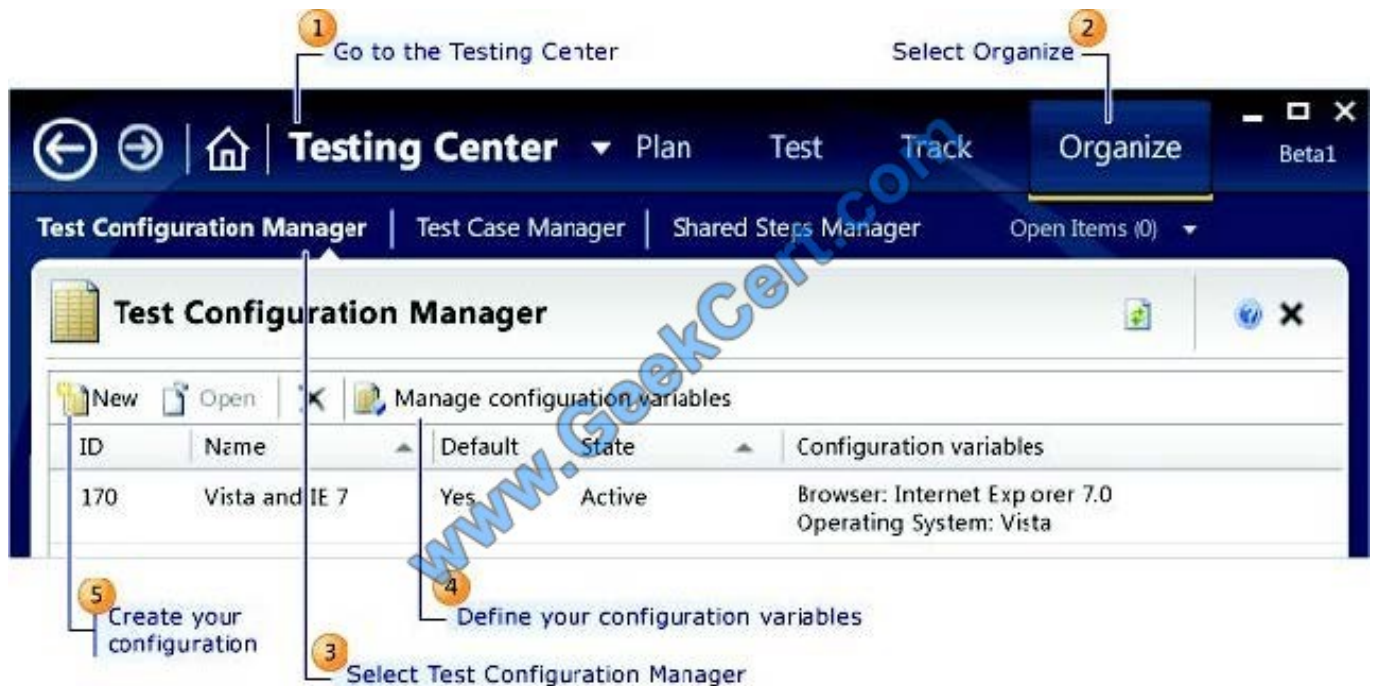 1
Go to the Testing Center
2
Select Organize
Testing Center Plan Test Track Organize Beta1
Test Configuration Manager | Test Case Manager | Shared Steps Manager Open Items (0)
Test Configuration Manager
New Open Manage configuration variables
ID Name Default State Configuration variables
170 Vista and IE 7 Yes Active Browser: Internet Explorer 7.0
Operating System: Vista
www.GeekCert.com
5
Create your
configuration
4
Define your configuration variables
3
Select Test Configuration Manager